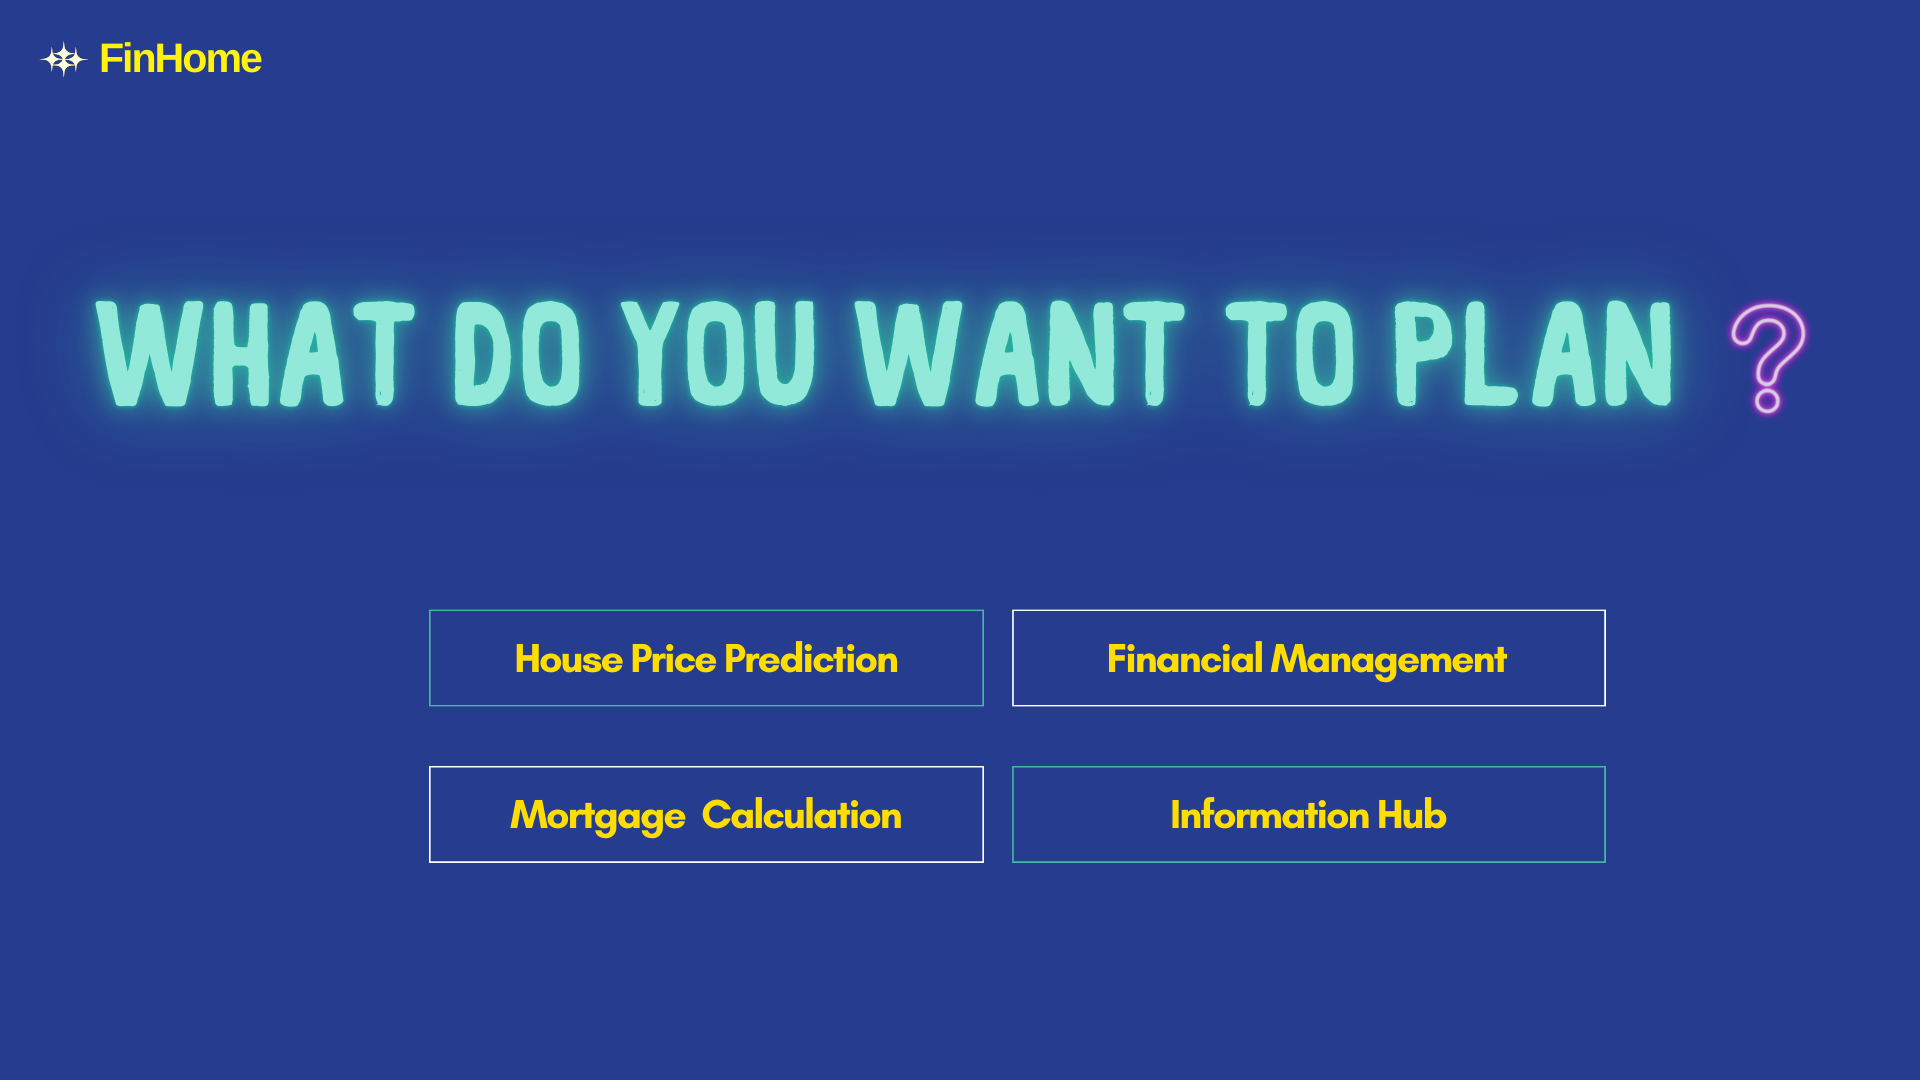 FinHome
WHAT DO YOU WANT TO PLAN ?
House Price Prediction
Financial Management
Mortgage  Calculation
Information Hub